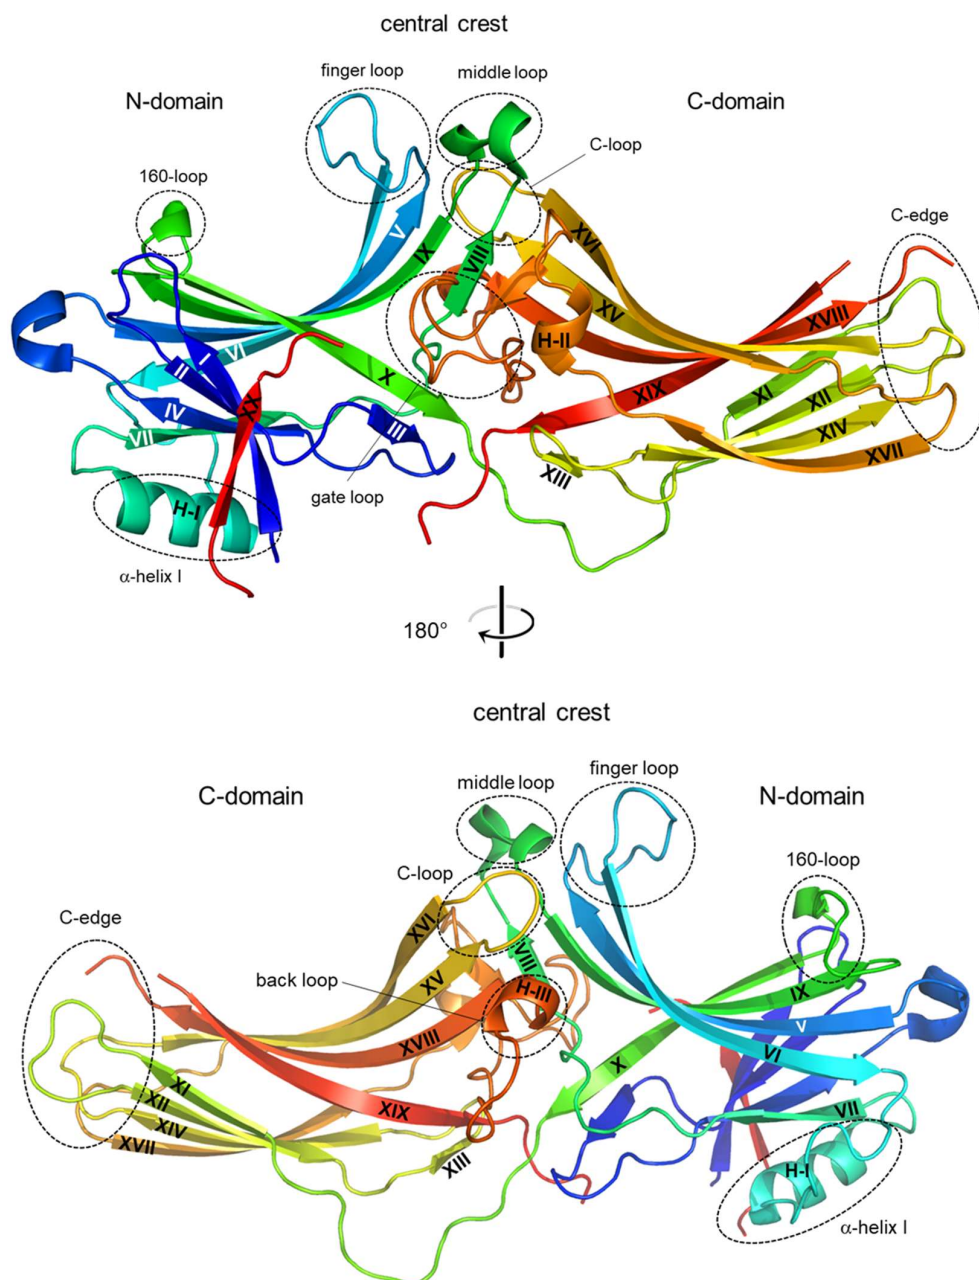 central crest
finger loop
middle loop
N-domain
C-domain
C-loop
160-loop
C-edge
V
IX
VIII
XVI
XV
XVIII
H-II
I
II
VI
X
XIX
XI
XII
IV
XX
III
XIV
VII
XIII
XVII
gate loop
H-I
α-helix I
180°
central crest
finger loop
middle loop
C-domain
N-domain
160-loop
C-loop
C-edge
XVI
VIII
back loop
XV
H-III
IX
XVIII
V
X
VI
XI
XII
XIX
VII
XIV
XVII
XIII
H-I
α-helix I